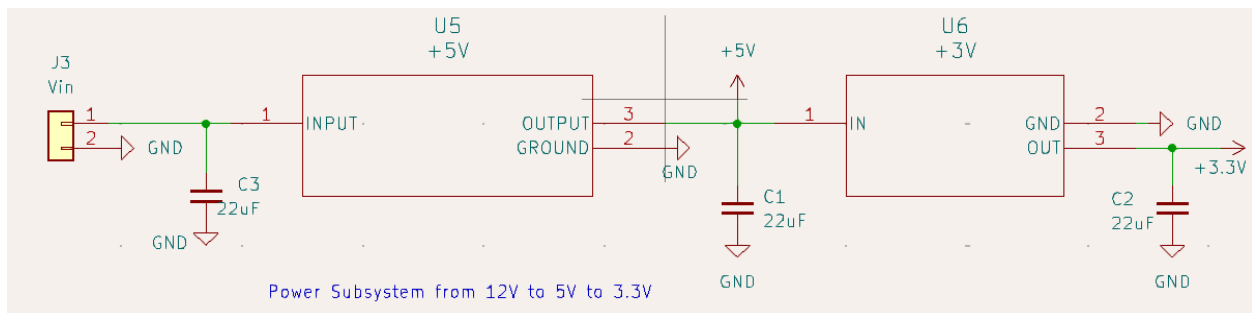 J3
Vin
1
2
GND
C3
22uF
GND
U5
+5V
1
INPUT
OUTPUT
3
GROUND
2
GND
+5V
C1
22uF
GND
U6
+3V
1
IN
GND
2
GND
OUT
3
+3.3V
C2
22uF
GND
Power Subsystem from 12V to 5V to 3.3V